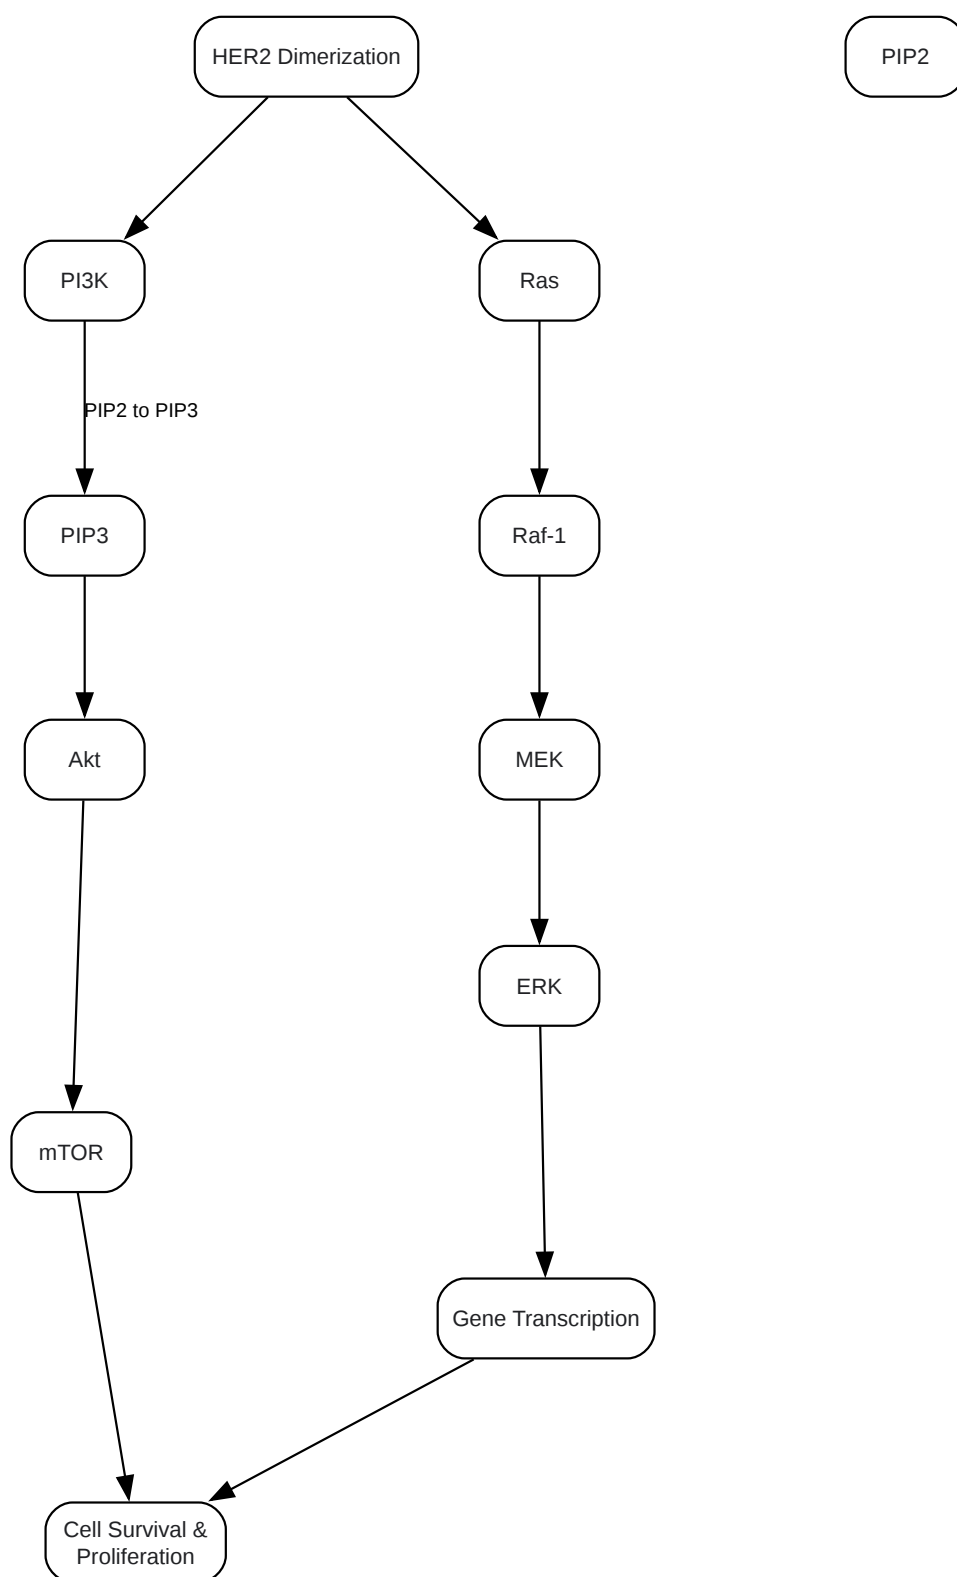 HER2 Dimerization
PIP2
PI3K
Ras
PIP2 to PIP3
PIP3
Raf-1
Akt
MEK
ERK
mTOR
Gene Transcription
Cell Survival &
Proliferation